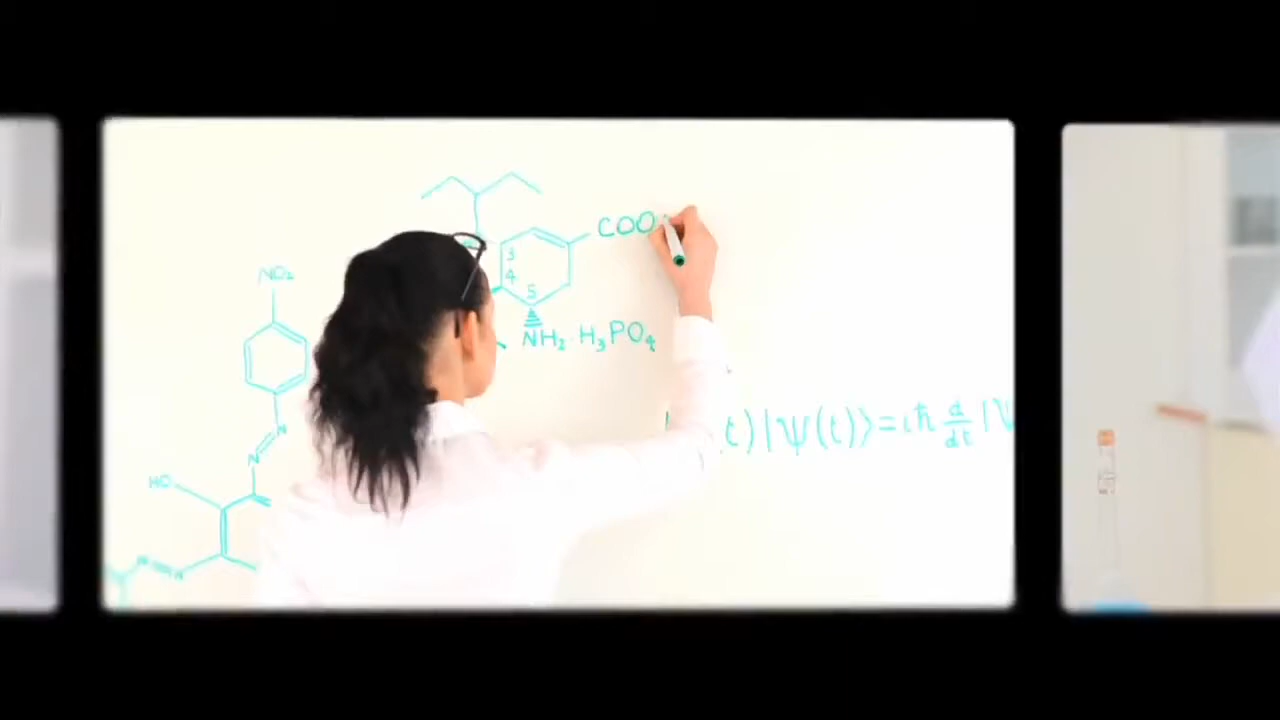 COO
3
4
5
NH₂·H₃PO₄
NO₂
N
N
HO
N
N
t)|Ψ(t)⟩=iħ d/dt |Ψ